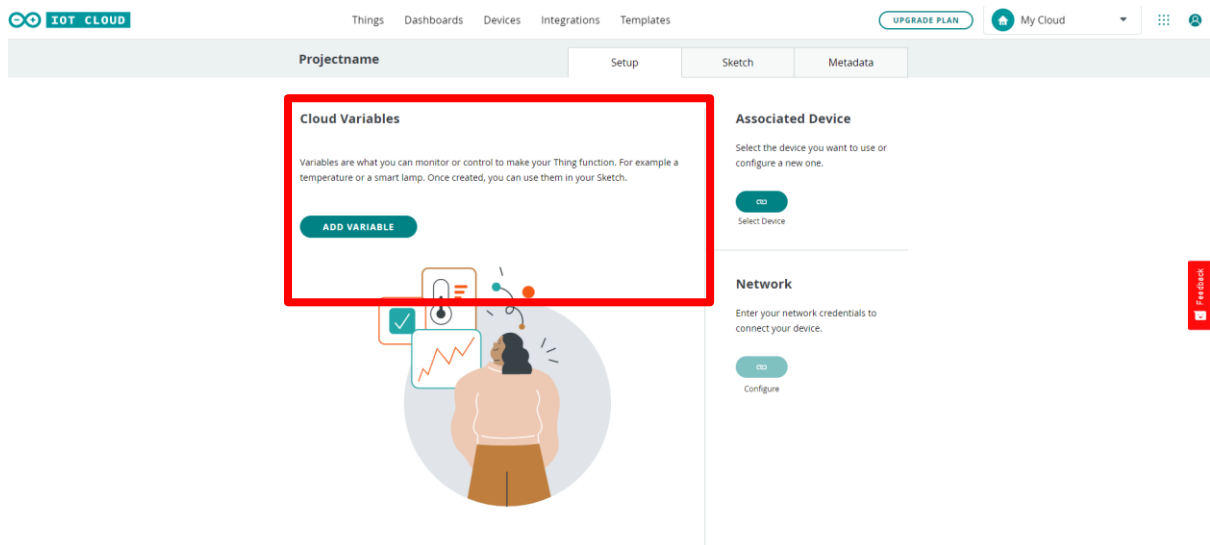 IOT CLOUD
Things Dashboards Devices Integrations Templates
UPGRADE PLAN
My Cloud
Projectname
Setup Sketch Metadata
Cloud Variables
Variables are what you can monitor or control to make your Thing function. For example a
temperature or a smart lamp. Once created, you can use them in your Sketch.
ADD VARIABLE
Associated Device
Select the device you want to use or
configure a new one.
Select Device
Network
Enter your network credentials to
connect your device.
Configure
Feedback